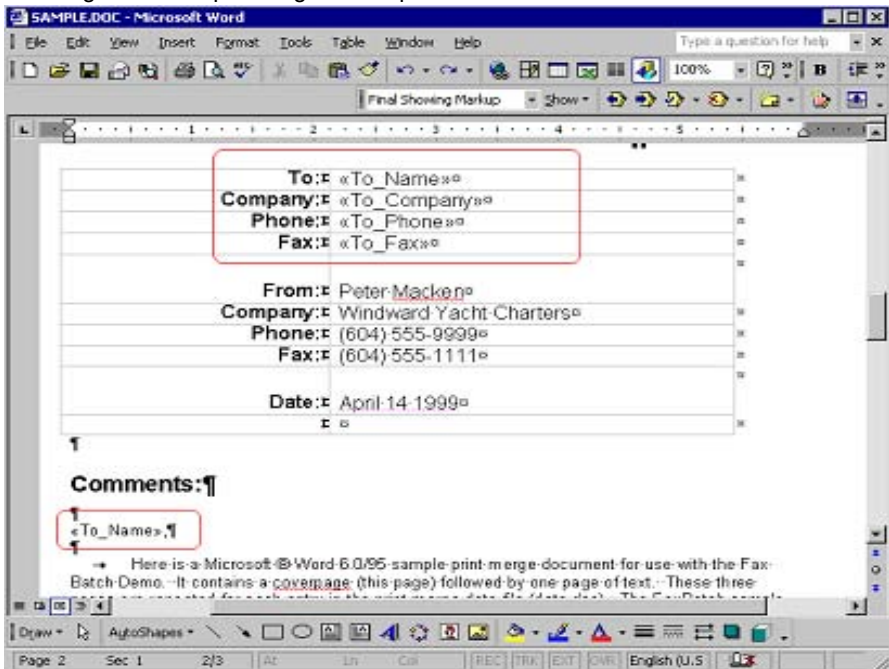 SAMPLE.DOC - Microsoft Word
File Edit View Insert Format Tools Table Window Help Type a question for help
100%
Final Showing Markup Show
1 2 3 4 5
To: «To_Name»
Company: «To_Company»
Phone: «To_Phone»
Fax: «To_Fax»
From: Peter Macken
Company: Windward Yacht Charters
Phone: (604) 555-9999
Fax: (604) 555-1111
Date: April 14 1999
Comments:¶
«To_Name»,¶
Here is a Microsoft ® Word 6.0/95 sample print merge document for use with the Fax
Batch Demo. It contains a coverpage (this page) followed by one page of text. These three
Draw AutoShapes
Page 2 Sec 1 2/3 At Ln Col REC TRK EXT OVR English (U.S